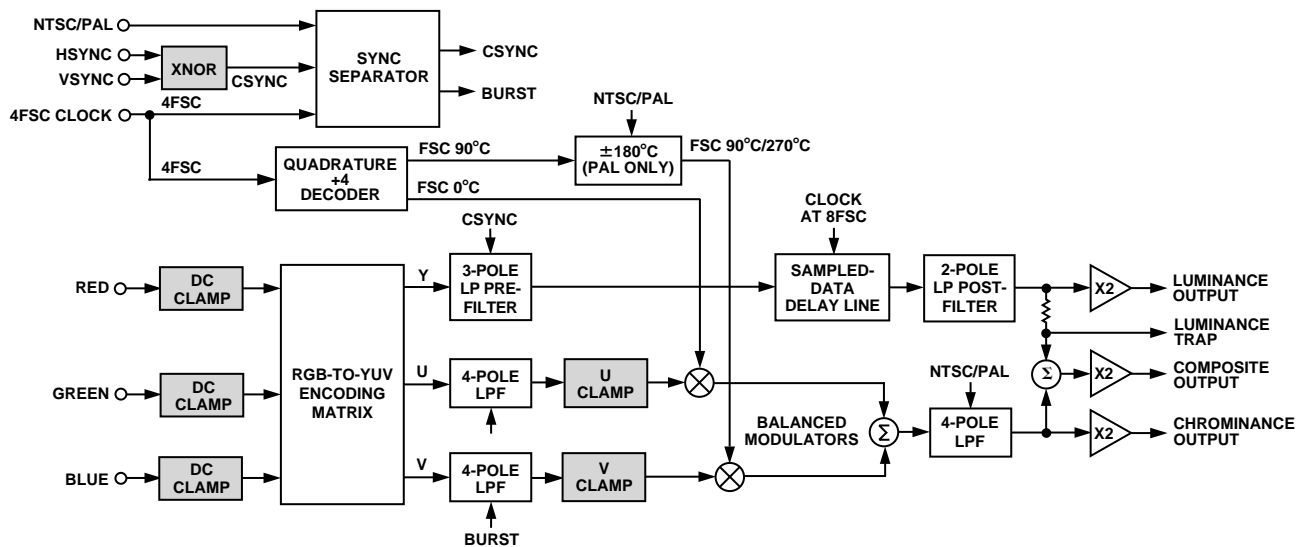 NTSC/PAL
HSYNC
VSYNC
XNOR
CSYNC
4FSC CLOCK
4FSC
SYNC
SEPARATOR
CSYNC
BURST
4FSC
QUADRATURE
+4
DECODER
FSC 90°C
FSC 0°C
NTSC/PAL
±180°C
(PAL ONLY)
FSC 90°C/270°C
CSYNC
CLOCK
AT 8FSC
RED
DC
CLAMP
GREEN
DC
CLAMP
BLUE
DC
CLAMP
RGB-TO-YUV
ENCODING
MATRIX
Y
3-POLE
LP PRE-
FILTER
SAMPLED-
DATA
DELAY LINE
2-POLE
LP POST-
FILTER
X2
LUMINANCE
OUTPUT
LUMINANCE
TRAP
U
4-POLE
LPF
U
CLAMP
NTSC/PAL
Σ
X2
COMPOSITE
OUTPUT
BALANCED
MODULATORS
Σ
4-POLE
LPF
X2
CHROMINANCE
OUTPUT
V
4-POLE
LPF
V
CLAMP
BURST